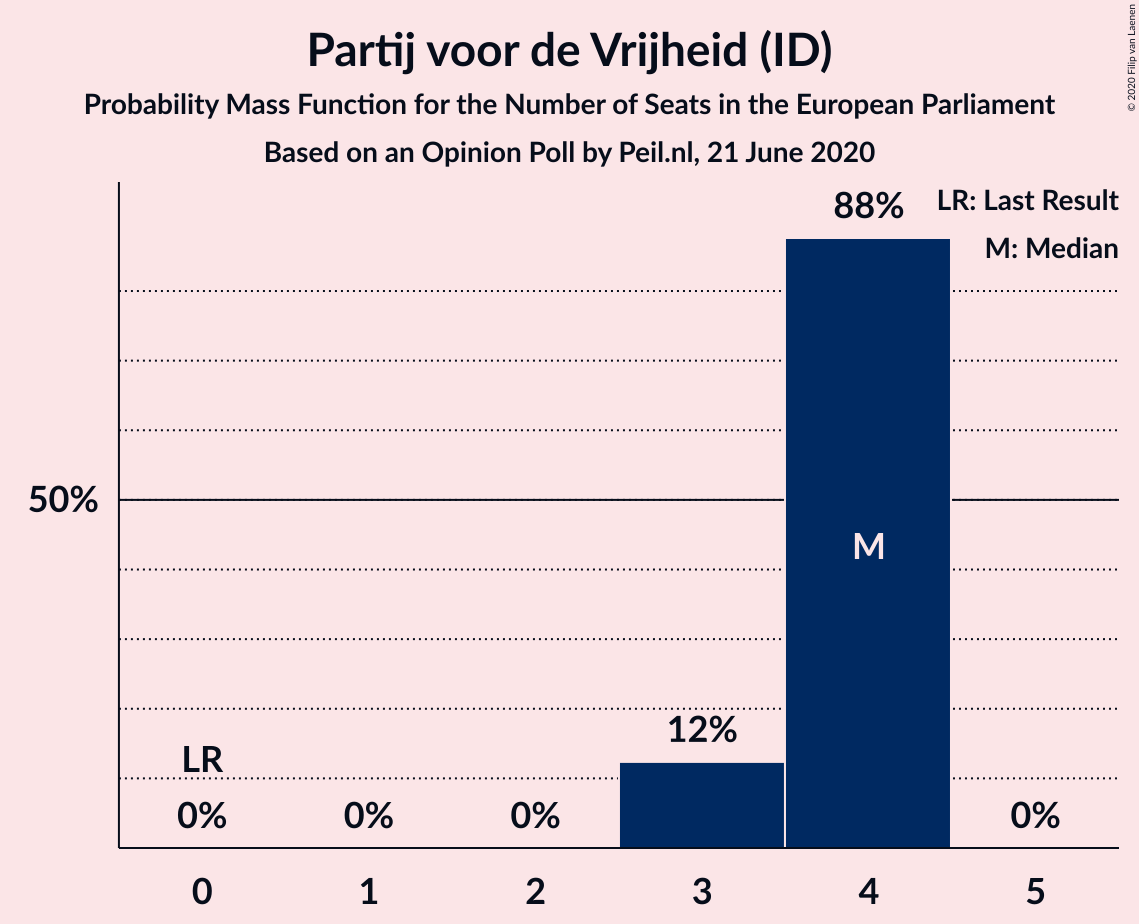 Partij voor de Vrijheid (ID)
Probability Mass Function for the Number of Seats in the European Parliament
Based on an Opinion Poll by Peil.nl, 21 June 2020
© 2020 Filip van Laenen
LR: Last Result
M: Median
88%
50%
M
12%
LR
0%
0%
0%
0%
0
1
2
3
4
5